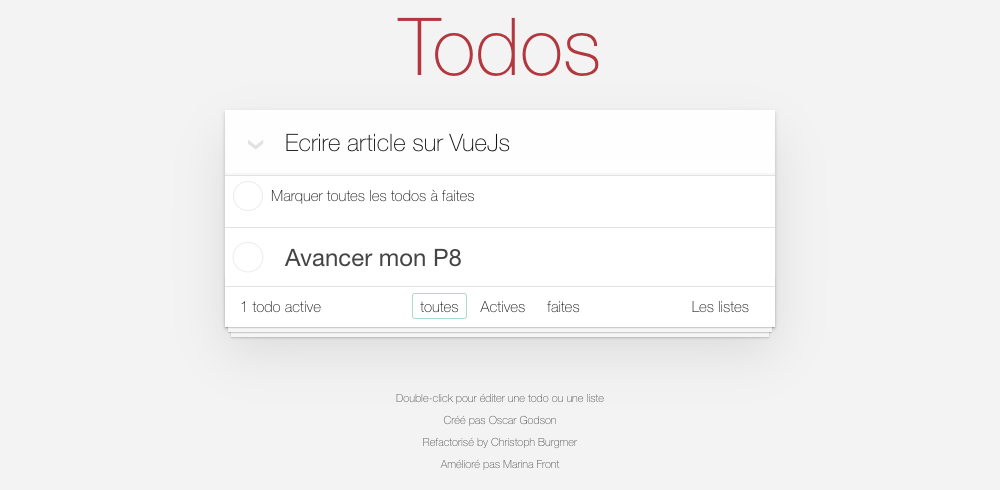 Todos
Ecrire article sur VueJs
Marquer toutes les todos à faites
Avancer mon P8
1 todo active toutes Actives faites Les listes
Double-click pour éditer une todo ou une liste
Créé pas Oscar Godson
Refactorisé by Christoph Burgmer
Amélioré pas Marina Front